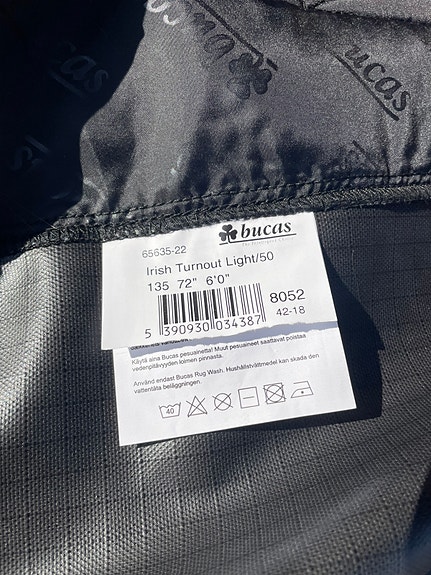 bucas
bucas
ucas
bucas
65635-22
Irish Turnout Light/50
135 72" 6'0"
5 390930 034387
8052
42-18
Käytä aina Bucas pesuainetta! Muut pesuaineet saattavat poistaa
vedenpitävyyden loimen pinnasta.
Använd endast Bucas Rug Wash. Hushållstvättmedel kan skada den
vattentäta beläggningen.
40